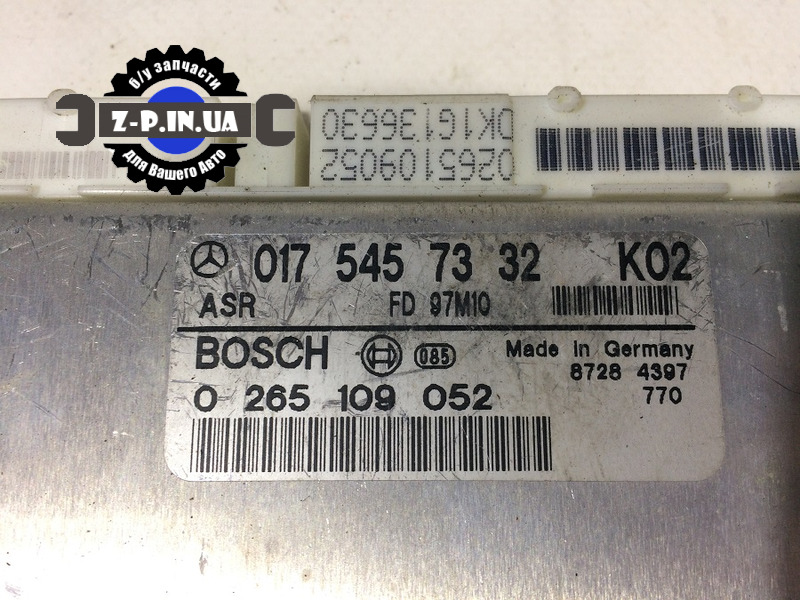 б/у запчасти
Z-P.IN.UA
для Вашего Авто
0265109052
0K1G136630
017 545 73 32 K02
ASR FD 97M10
BOSCH 085 Made in Germany
8728 4397
0 265 109 052 770